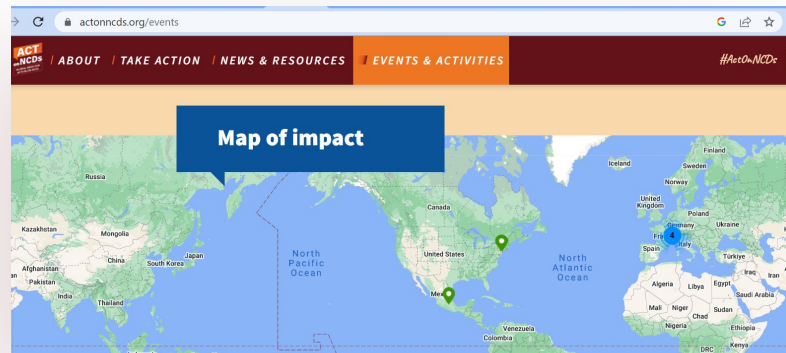 actonncds.org/events
ACT
on NCDs
ABOUT | TAKE ACTION | NEWS & RESOURCES
EVENTS & ACTIVITIES
#ActOnNCDs
Map of impact
Finland
Iceland
Sweden
Russia
Norway
Canada
United
Kingdom
Poland
Kazakhstan
Mongolia
Germany
Ukraine
4
Spain
Italy
Türkiye
Japan
China
South Korea
North
Pacific
Ocean
United States
North
Atlantic
Ocean
Afghanistan
Iraq
Iran
Pakistan
Algeria
Libya
Egypt
India
Thailand
Saudi Arabia
Mali
Niger
Chad
Sudan
Venezuela
Nigeria
Ethiopia
Colombia
DRC
Kenya